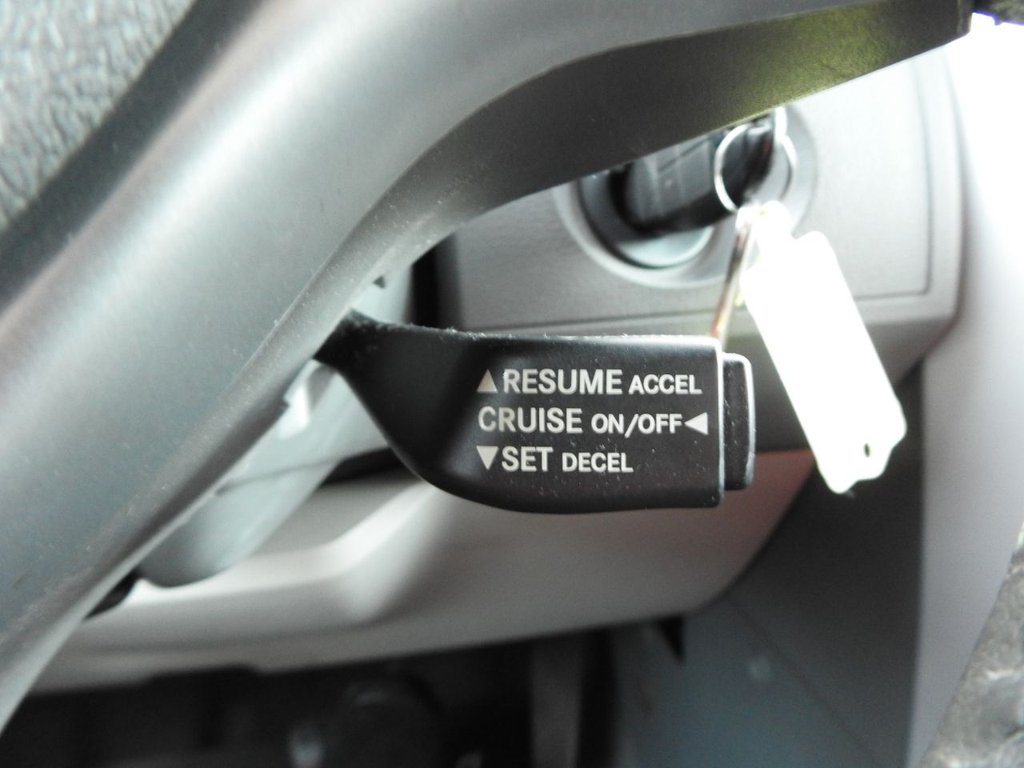 ▲RESUME ACCEL
CRUISE ON/OFF◀
▼SET DECEL